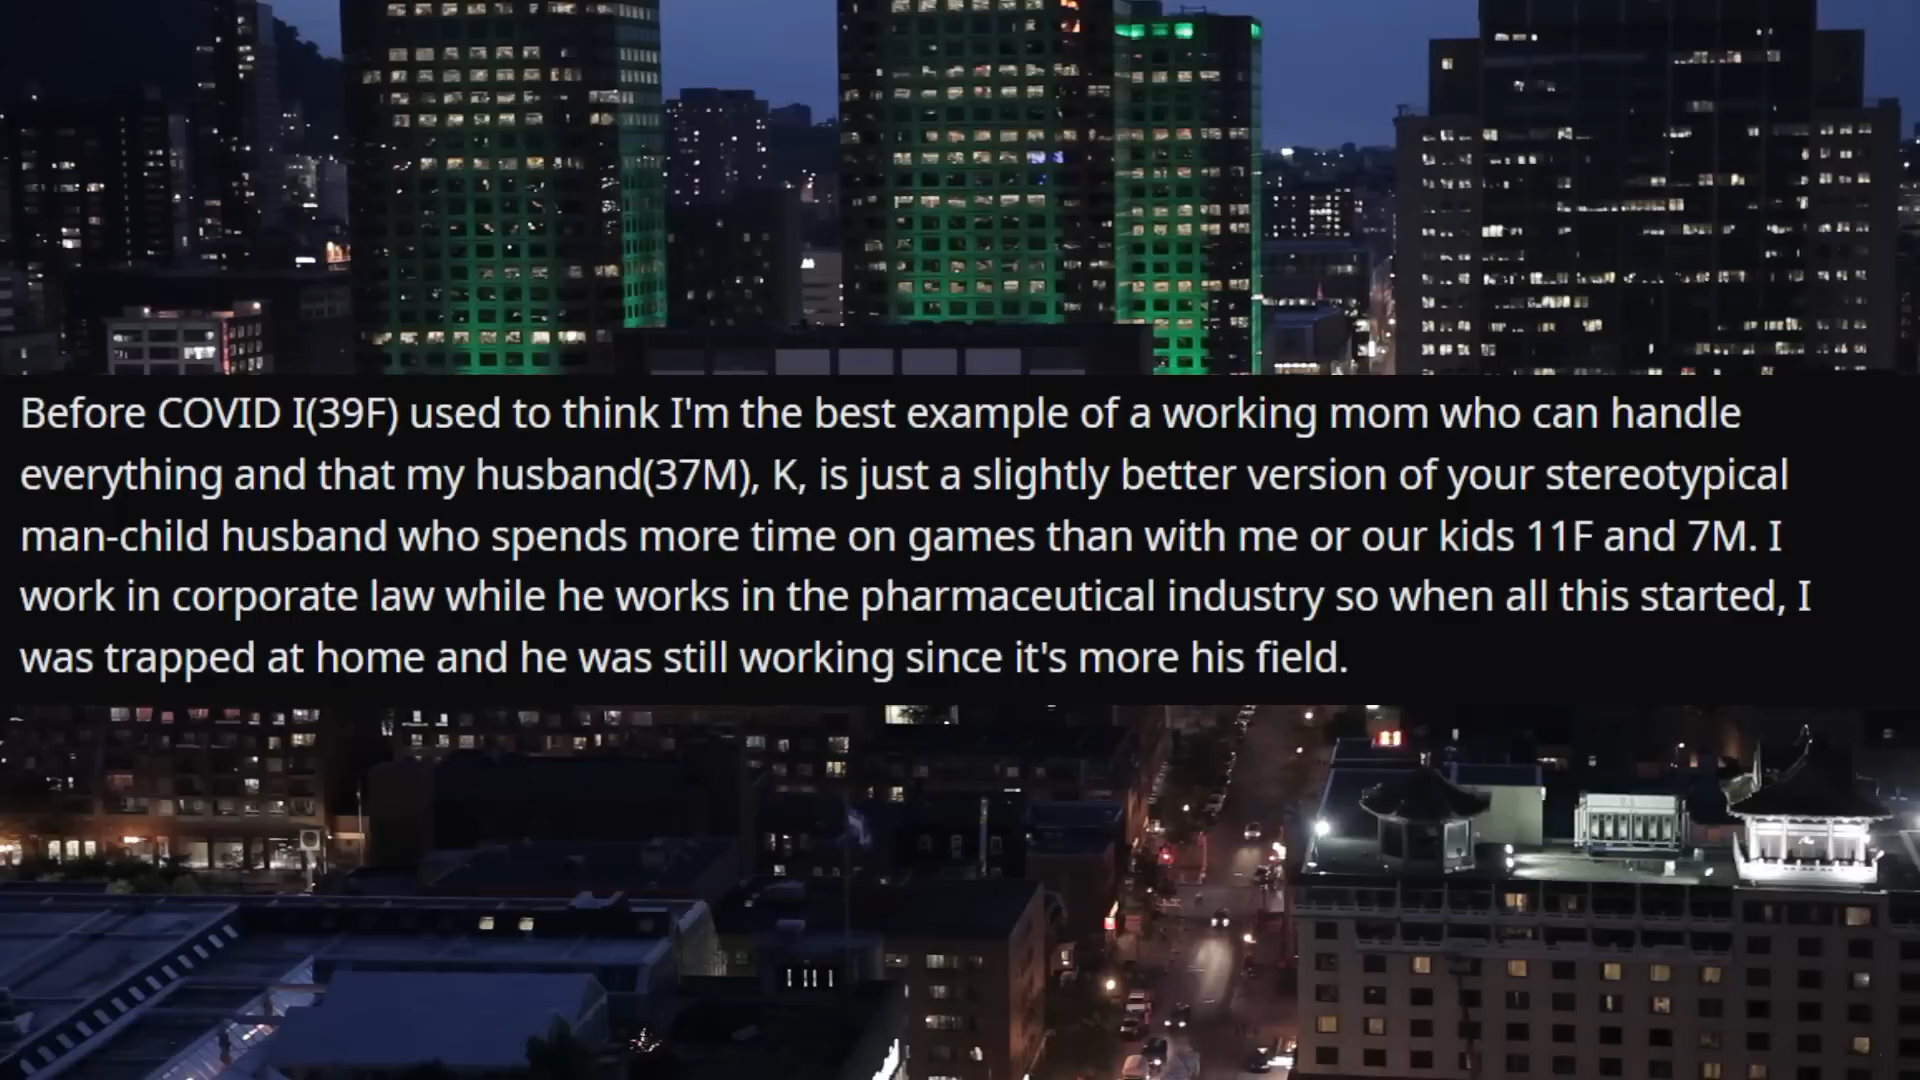 Before COVID I(39F) used to think I'm the best example of a working mom who can handle
everything and that my husband(37M), K, is just a slightly better version of your stereotypical
man-child husband who spends more time on games than with me or our kids 11F and 7M. I
work in corporate law while he works in the pharmaceutical industry so when all this started, I
was trapped at home and he was still working since it's more his field.